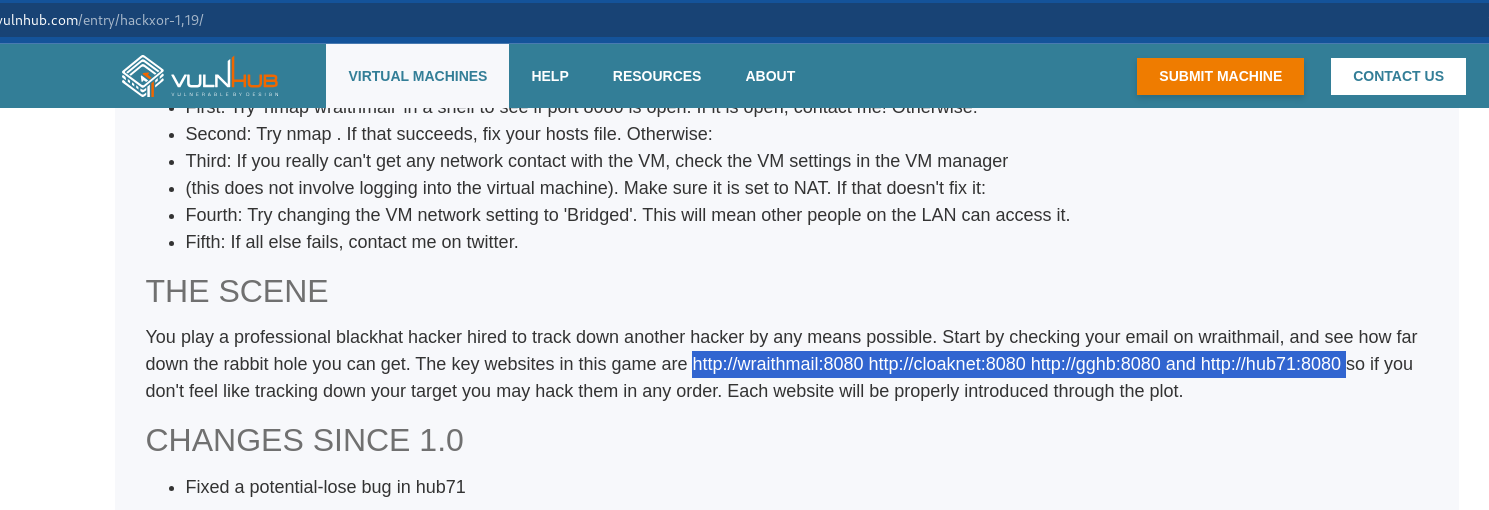 vulnhub.com/entry/hackxor-1,19/
VULNHUB
VULNERABLE BY DESIGN
VIRTUAL MACHINES
HELP
RESOURCES
ABOUT
SUBMIT MACHINE
CONTACT US
First: Try 'nmap wraithmail' in a shell to see if port 8080 is open. If it is open, contact me! Otherwise:
Second: Try nmap . If that succeeds, fix your hosts file. Otherwise:
Third: If you really can't get any network contact with the VM, check the VM settings in the VM manager
(this does not involve logging into the virtual machine). Make sure it is set to NAT. If that doesn't fix it:
Fourth: Try changing the VM network setting to 'Bridged'. This will mean other people on the LAN can access it.
Fifth: If all else fails, contact me on twitter.
THE SCENE
You play a professional blackhat hacker hired to track down another hacker by any means possible. Start by checking your email on wraithmail, and see how far
down the rabbit hole you can get. The key websites in this game are http://wraithmail:8080 http://cloaknet:8080 http://gghb:8080 and http://hub71:8080 so if you
don't feel like tracking down your target you may hack them in any order. Each website will be properly introduced through the plot.
CHANGES SINCE 1.0
Fixed a potential-lose bug in hub71